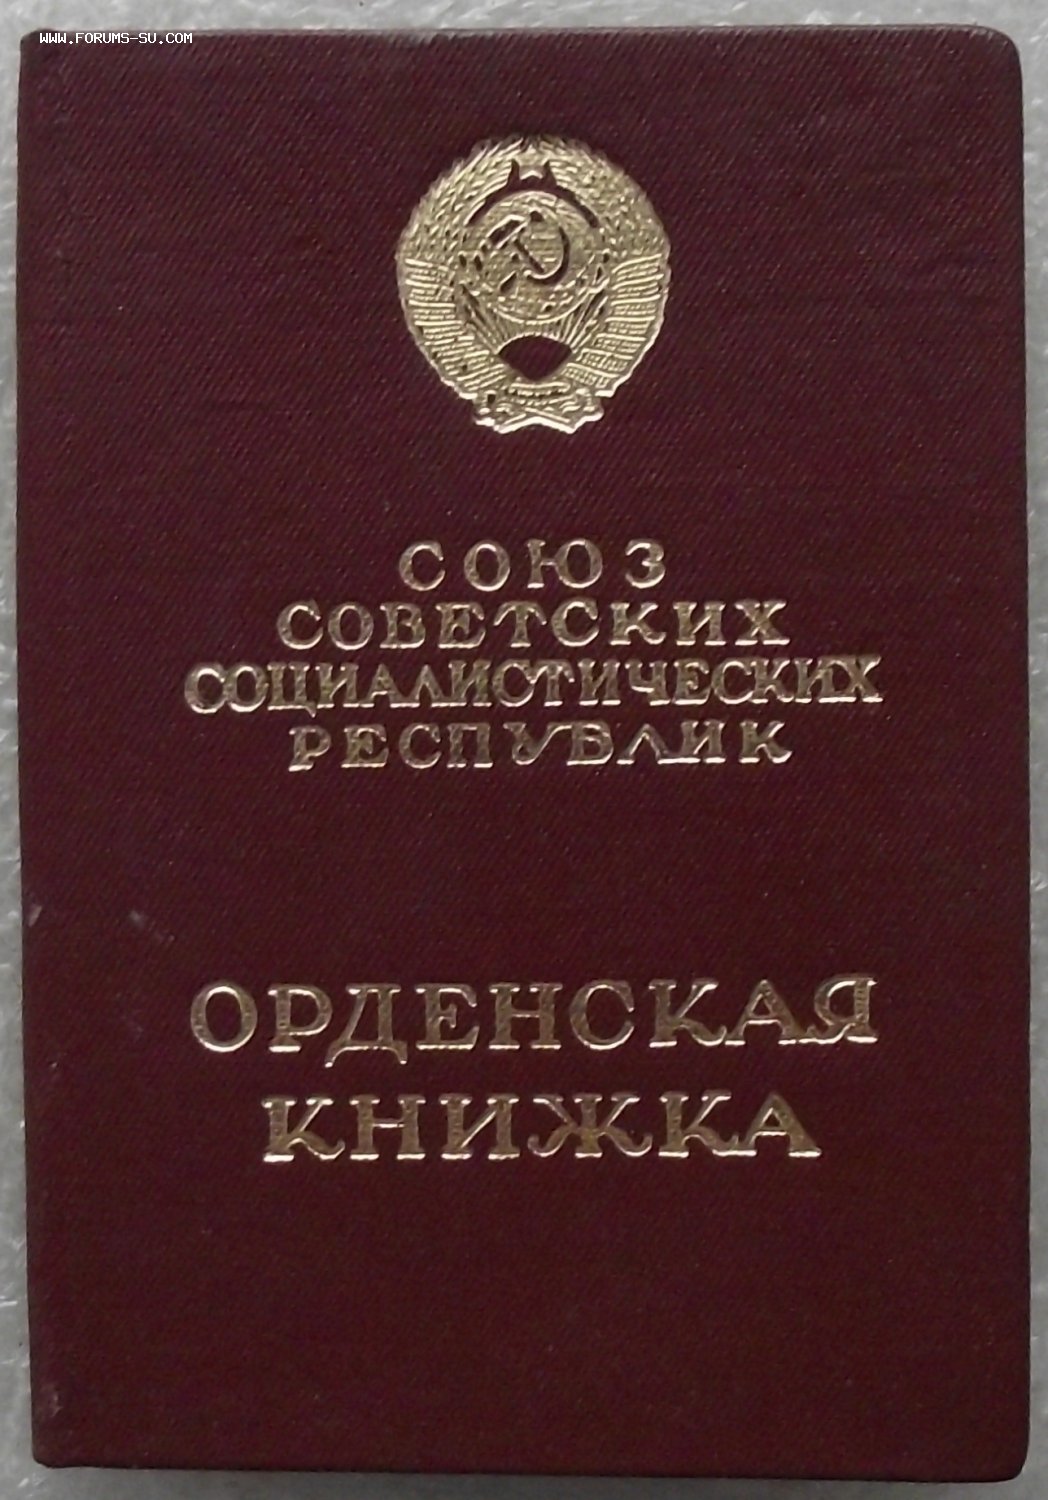 WWW.FORUMS-SU.COM
СОЮЗ
СОВЕТСКИХ
СОЦИАЛИСТИЧЕСКИХ
РЕСПУБЛИК
ОРДЕНСКАЯ
КНИЖКА